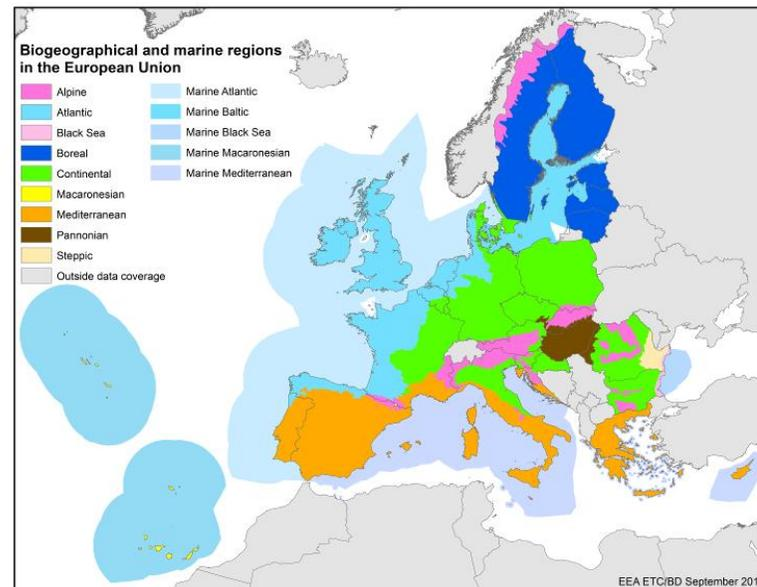 Biogeographical and marine regions
in the European Union
Alpine
Atlantic
Black Sea
Boreal
Continental
Macaronesian
Mediterranean
Pannonian
Steppic
Outside data coverage
Marine Atlantic
Marine Baltic
Marine Black Sea
Marine Macaronesian
Marine Mediterranean
EEA ETC/BD September 201